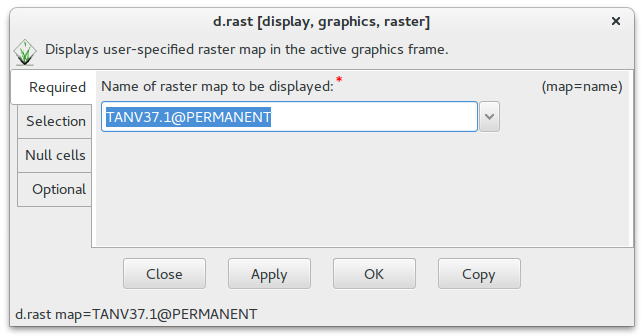 d.rast [display, graphics, raster]
Displays user-specified raster map in the active graphics frame.
Required
Name of raster map to be displayed:* (map=name)
TANV37.1@PERMANENT
Selection
Null cells
Optional
Close Apply OK Copy
d.rast map=TANV37.1@PERMANENT